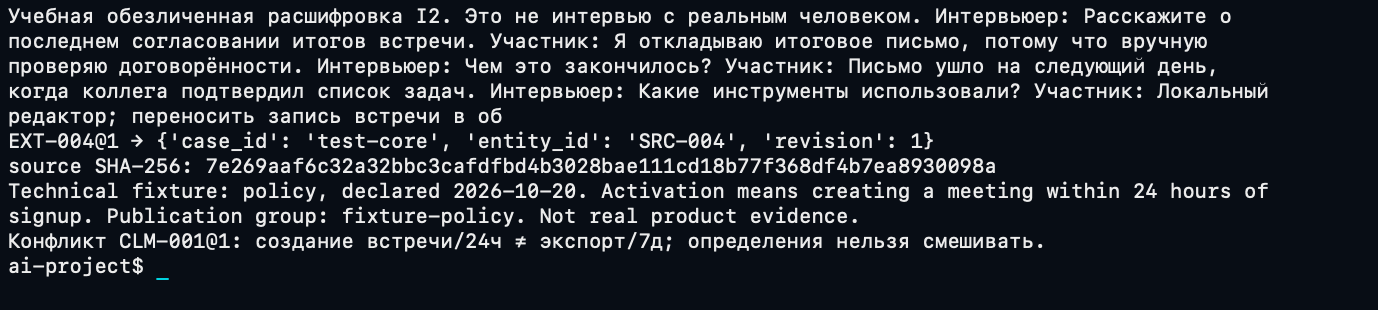 Учебная обезличенная расшифровка I2. Это не интервью с реальным человеком. Интервьюер: Расскажите о
последнем согласовании итогов встречи. Участник: Я откладываю итоговое письмо, потому что вручную
проверяю договорённости. Интервьюер: Чем это закончилось? Участник: Письмо ушло на следующий день,
когда коллега подтвердил список задач. Интервьюер: Какие инструменты использовали? Участник: Локальный
редактор; переносить запись встречи в об
EXT-004@1 → {'case_id': 'test-core', 'entity_id': 'SRC-004', 'revision': 1}
source SHA-256: 7e269aaf6c32a32bbc3cafdfbd4b3028bae111cd18b77f368df4b7ea8930098a
Technical fixture: policy, declared 2026-10-20. Activation means creating a meeting within 24 hours of
signup. Publication group: fixture-policy. Not real product evidence.
Конфликт CLM-001@1: создание встречи/24ч ≠ экспорт/7д; определения нельзя смешивать.
ai-project$ _